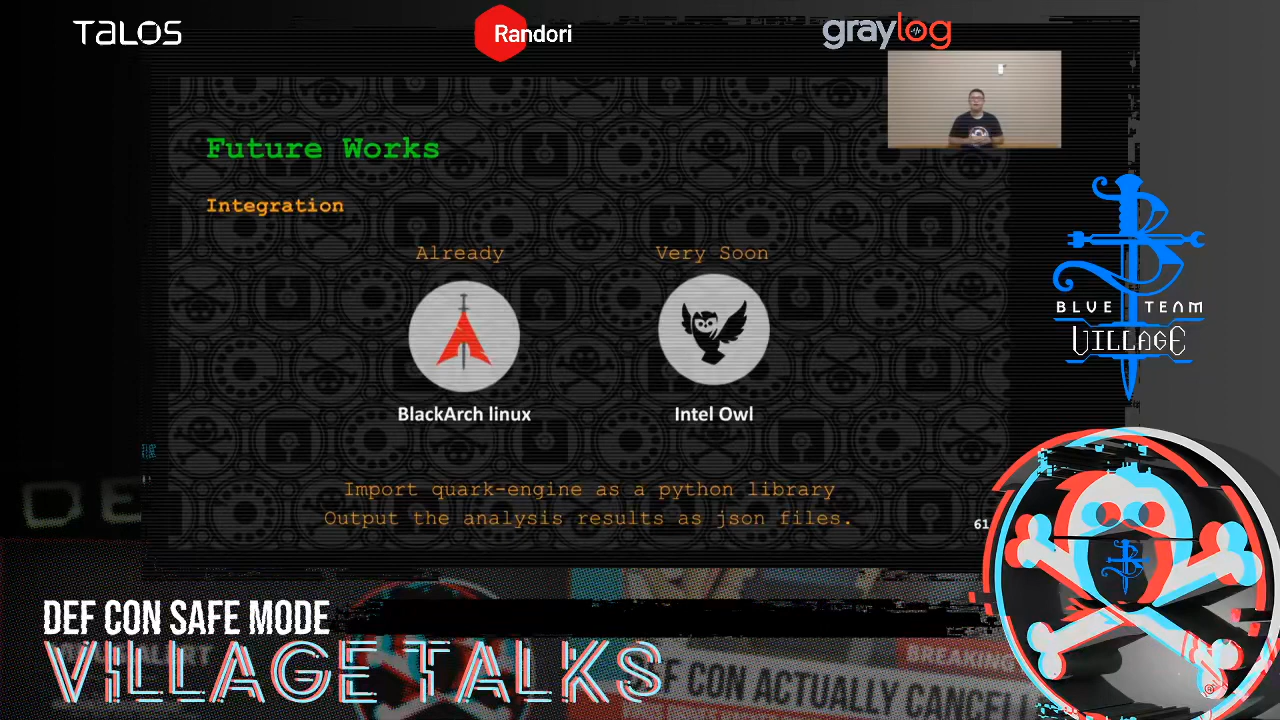 TALOS
Randori
graylog
Future Works
Integration
Already
Very Soon
BlackArch linux
Intel Owl
Import quark-engine as a python library
Output the analysis results as json files.
61
BLUE TEAM
VILLAGE
DEF CON SAFE MODE
VILLAGE TALKS
BREAKING
DEF CON ACTUALLY